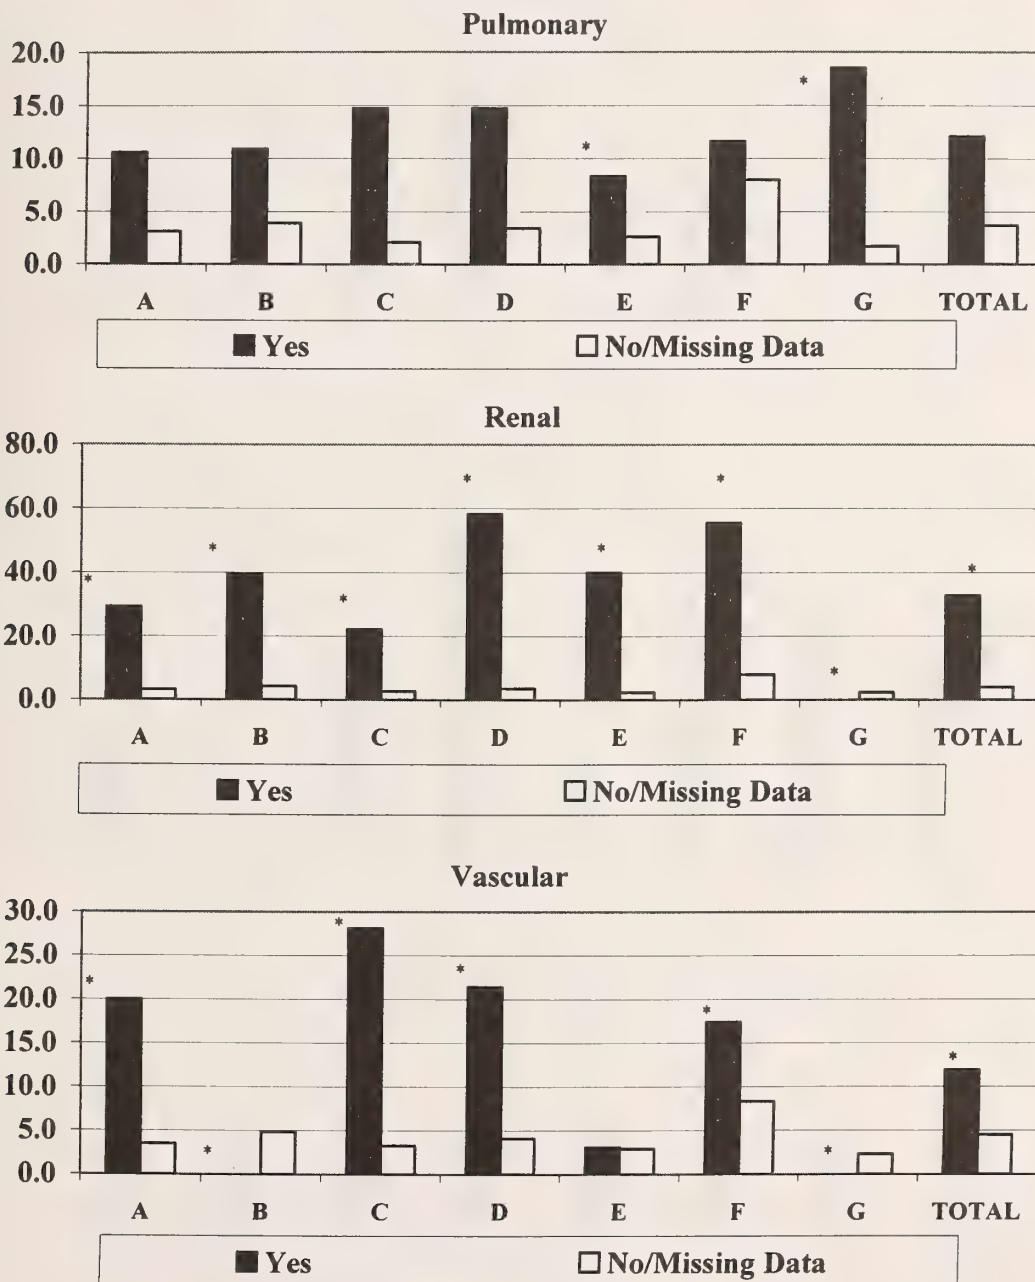 Pulmonary
20.0
15.0
10.0
5.0
0.0
* *
A B C D E F G TOTAL
Yes No/Missing Data
Renal
80.0
60.0
40.0
20.0
0.0
* * * * * * * *
A B C D E F G TOTAL
Yes No/Missing Data
Vascular
30.0
25.0
20.0
15.0
10.0
5.0
0.0
* * * * * * *
A B C D E F G TOTAL
Yes No/Missing Data